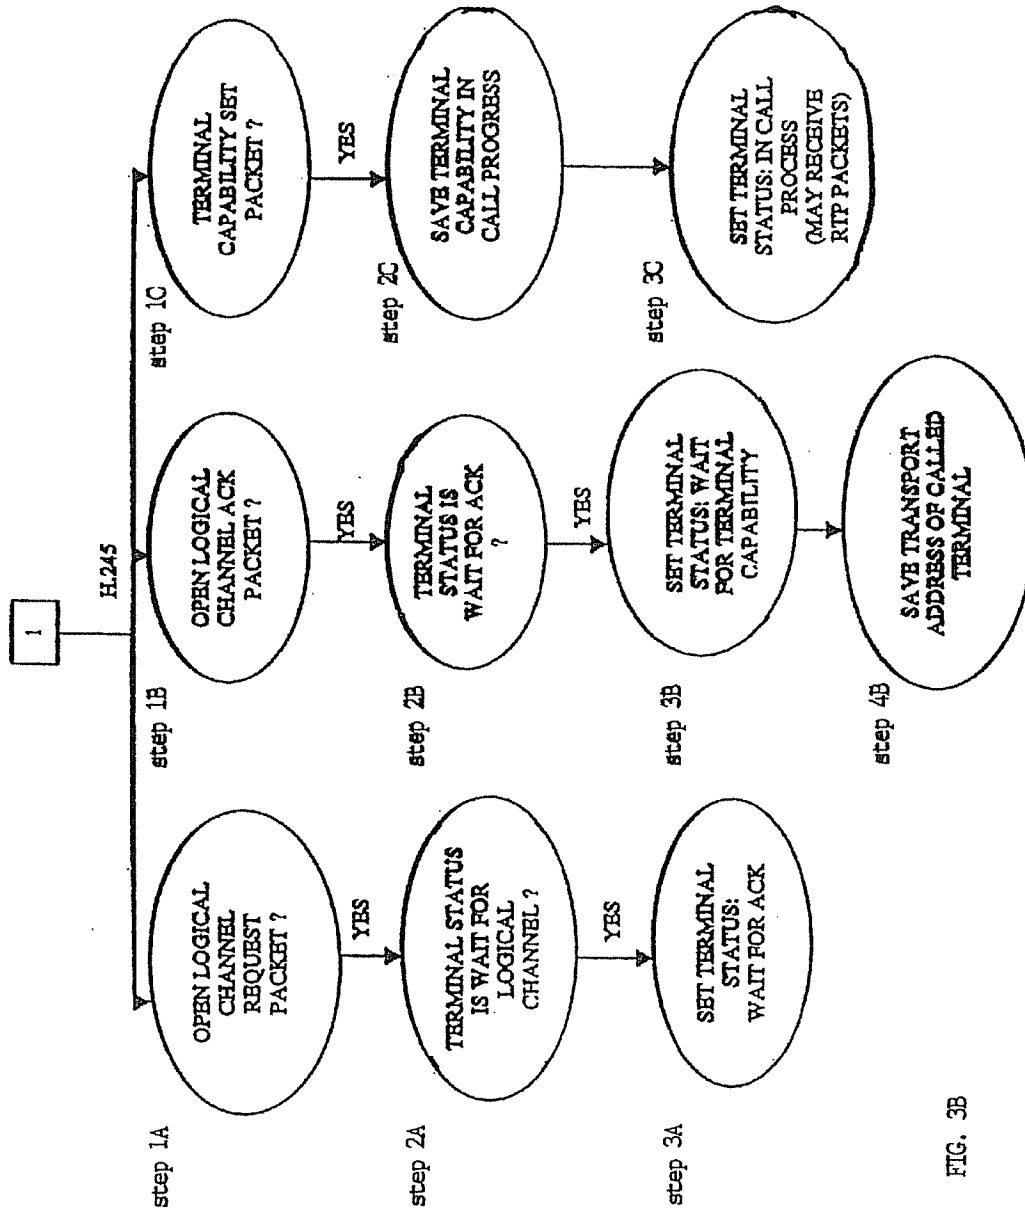 1
H.245
step 1A
OPEN LOGICAL
CHANNEL
REQUEST
PACKET ?
YES
step 2A
TERMINAL STATUS
IS WAIT FOR
LOGICAL
CHANNEL ?
YES
step 3A
SET TERMINAL
STATUS:
WAIT FOR ACK
step 1B
OPEN LOGICAL
CHANNEL ACK
PACKET ?
YES
step 2B
TERMINAL
STATUS IS
WAIT FOR ACK
?
YES
step 3B
SET TERMINAL
STATUS: WAIT
FOR TERMINAL
CAPABILITY
step 4B
SAVE TRANSPORT
ADDRESS OF CALLED
TERMINAL
step 1C
TERMINAL
CAPABILITY SET
PACKET ?
YES
step 2C
SAVE TERMINAL
CAPABILITY IN
CALL PROGRESS
step 3C
SET TERMINAL
STATUS: IN CALL
PROCESS
(MAY RECEIVE
RTP PACKETS)
FIG. 3B